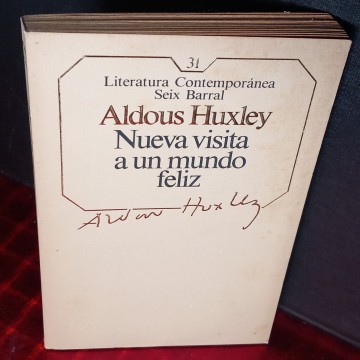 31
Literatura Contemporánea
Seix Barral
Aldous Huxley
Nueva visita
a un mundo
feliz
Aldous Huxley